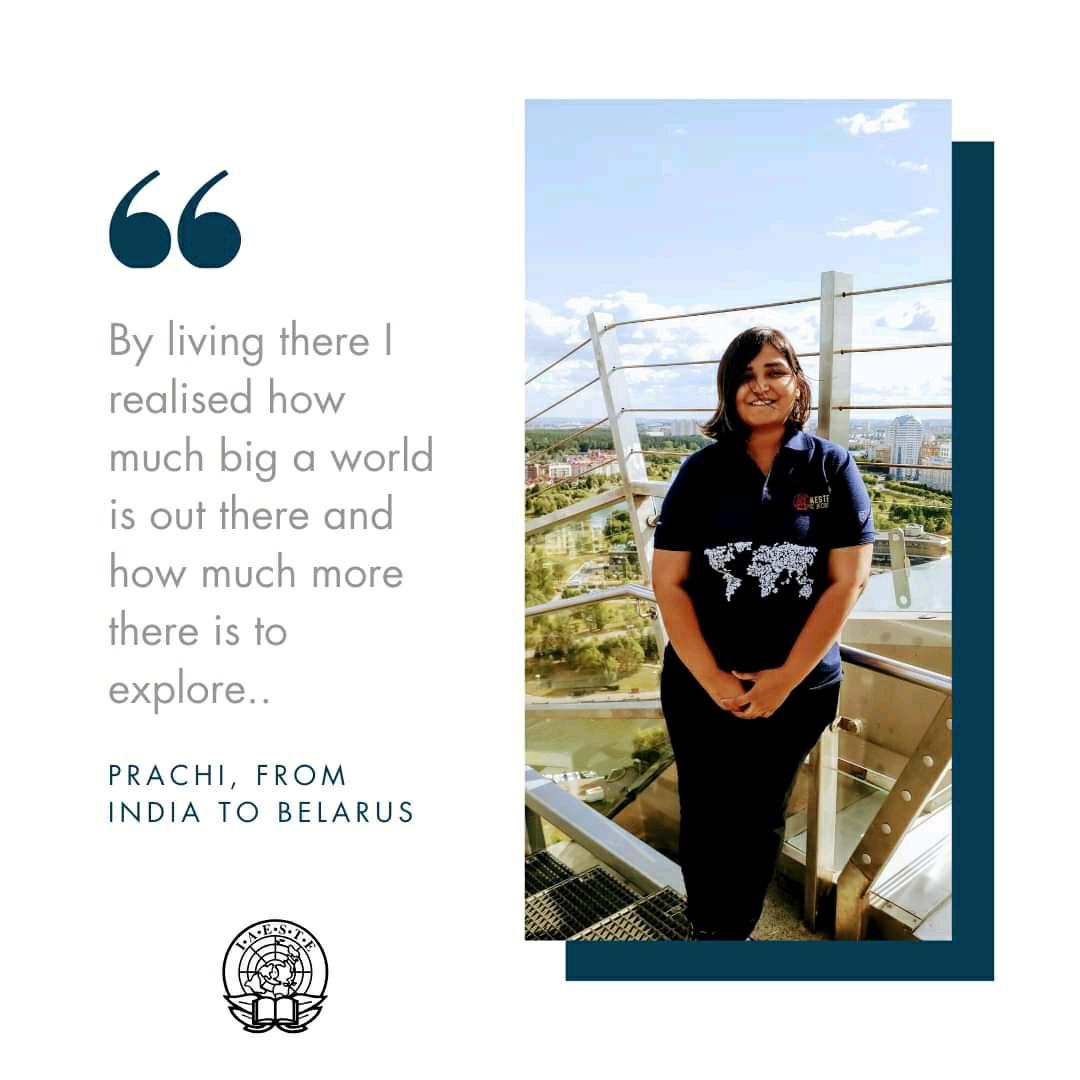 By living there I
realised how
much big a world
is out there and
how much more
there is to
explore..
PRACHI, FROM
INDIA TO BELARUS
I·A·E·S·T·E